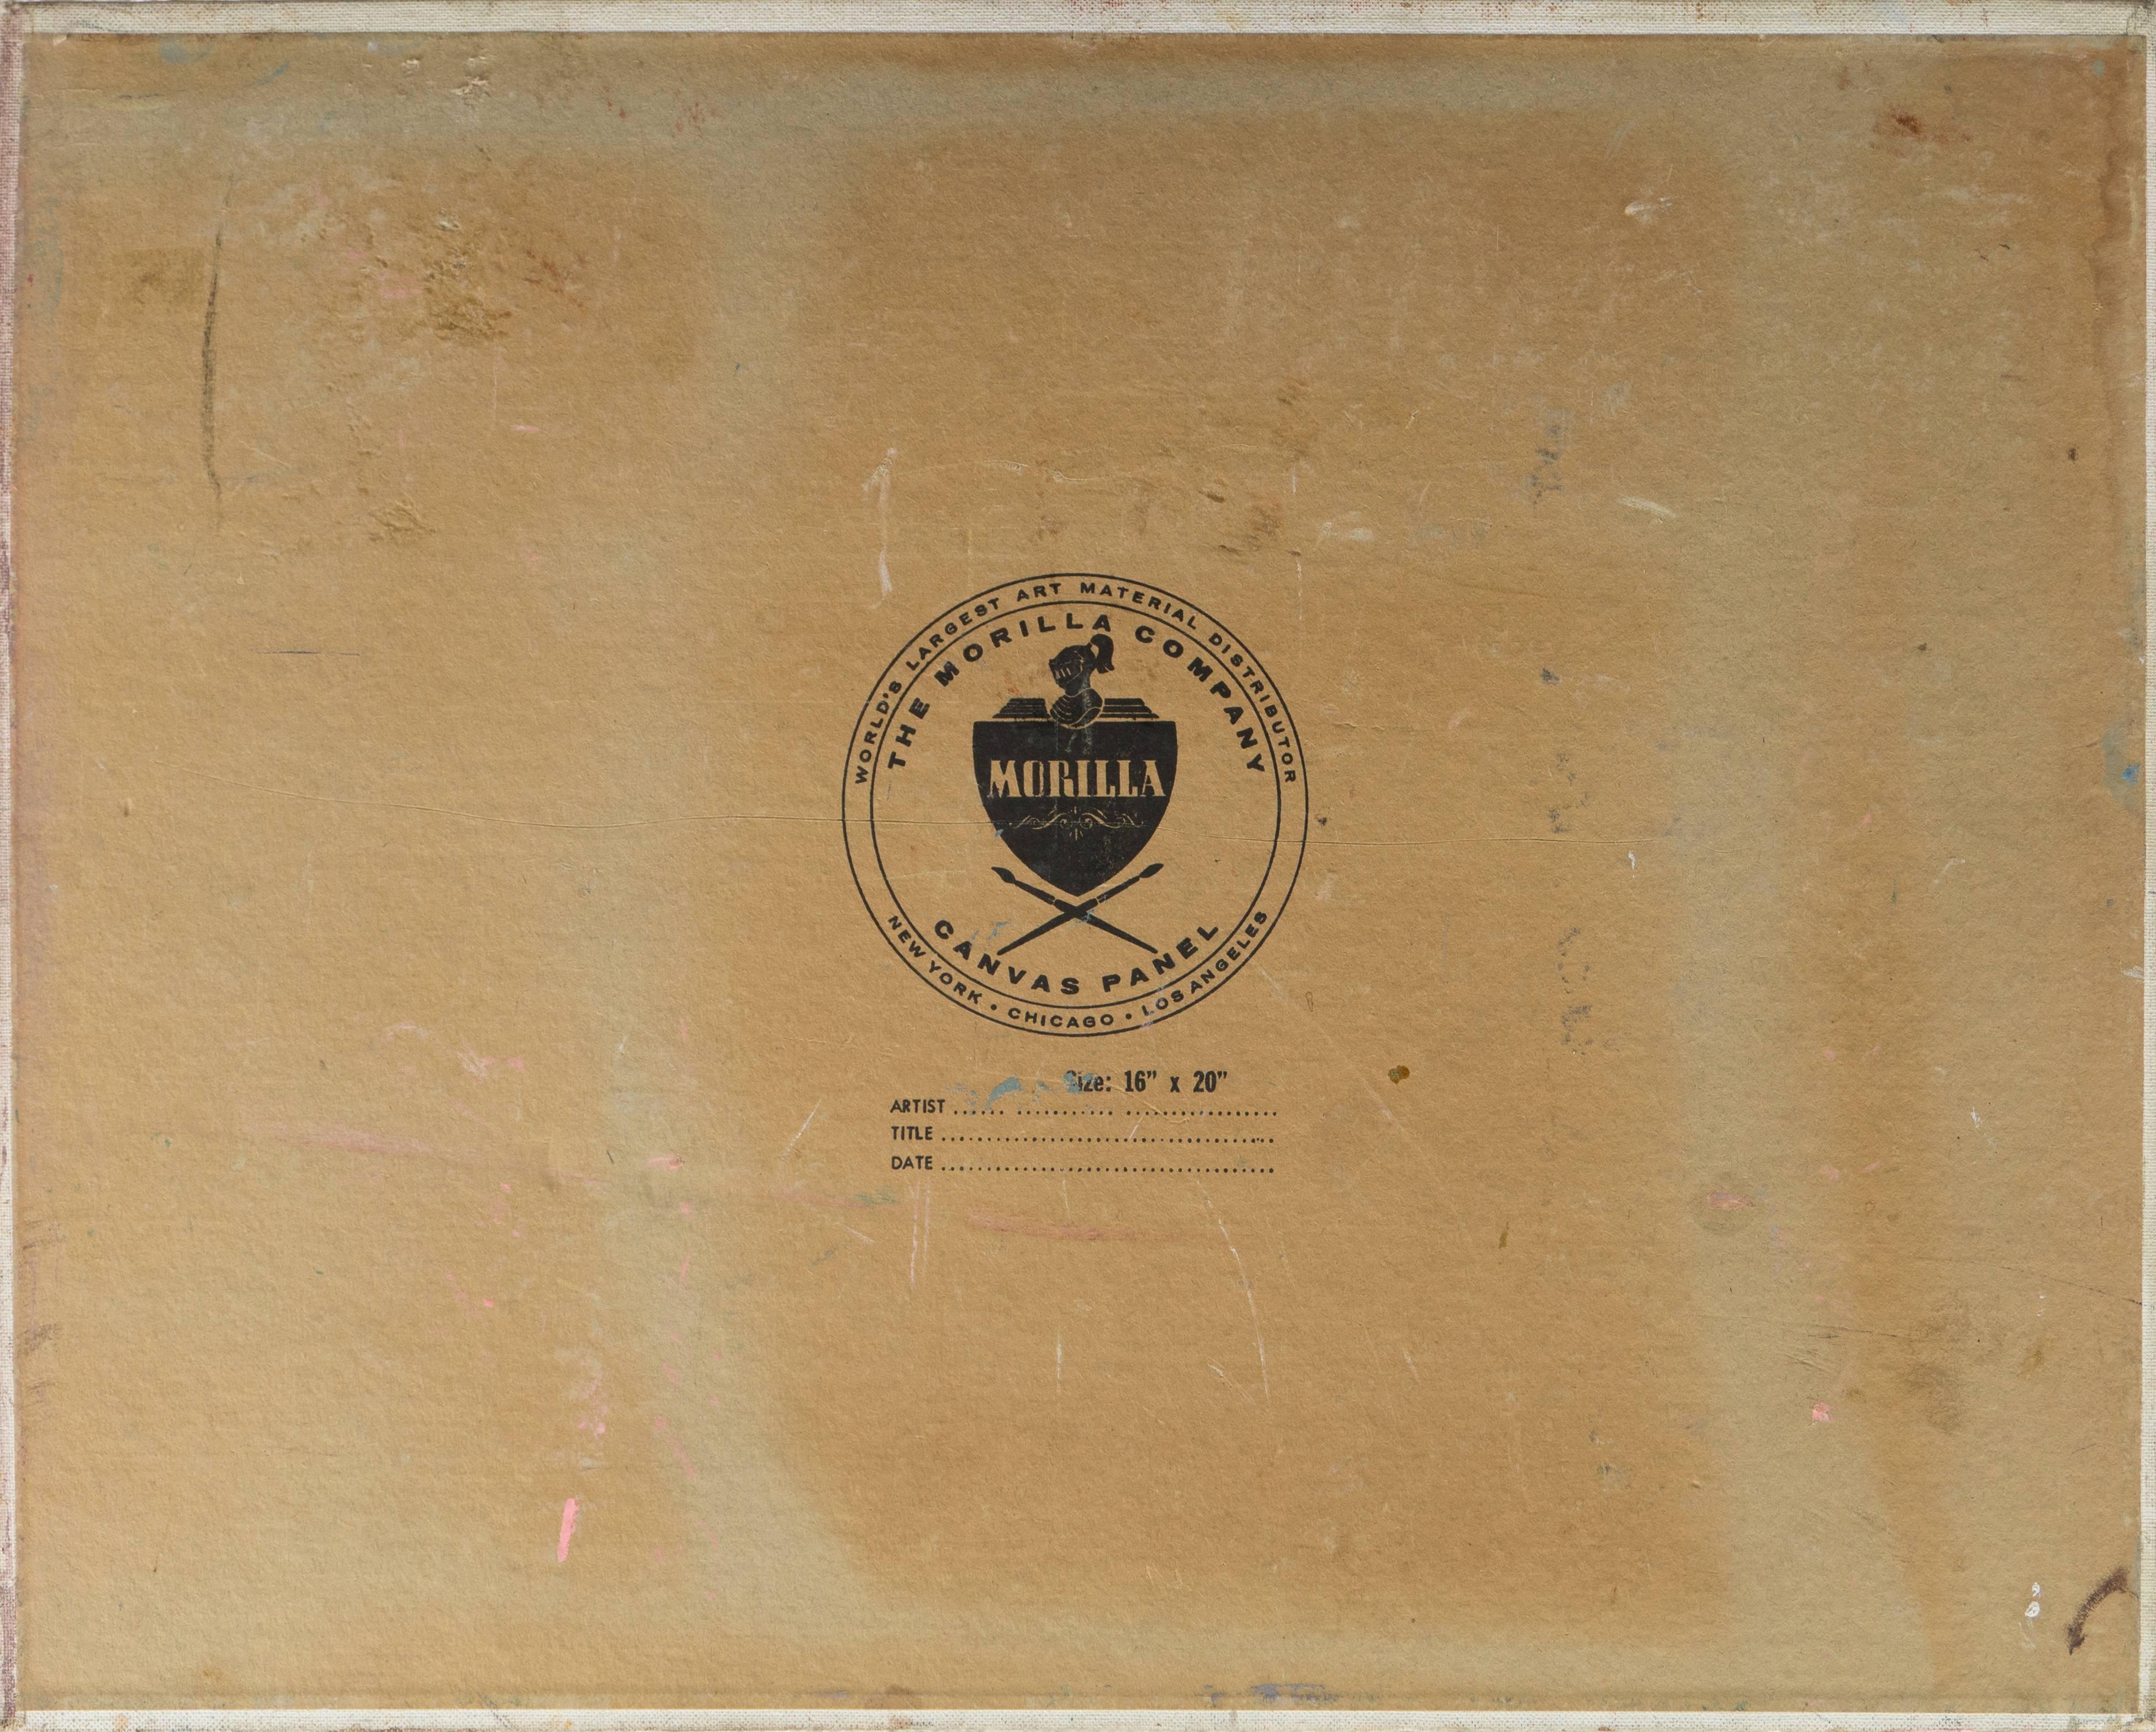 WORLD'S LARGEST ART MATERIAL DISTRIBUTOR
THE MORILLA COMPANY
MORILLA
CANVAS PANEL
NEW YORK • CHICAGO • LOS ANGELES
Size: 16” x 20”
ARTIST ...... ........... .................
TITLE .......................................
DATE .......................................